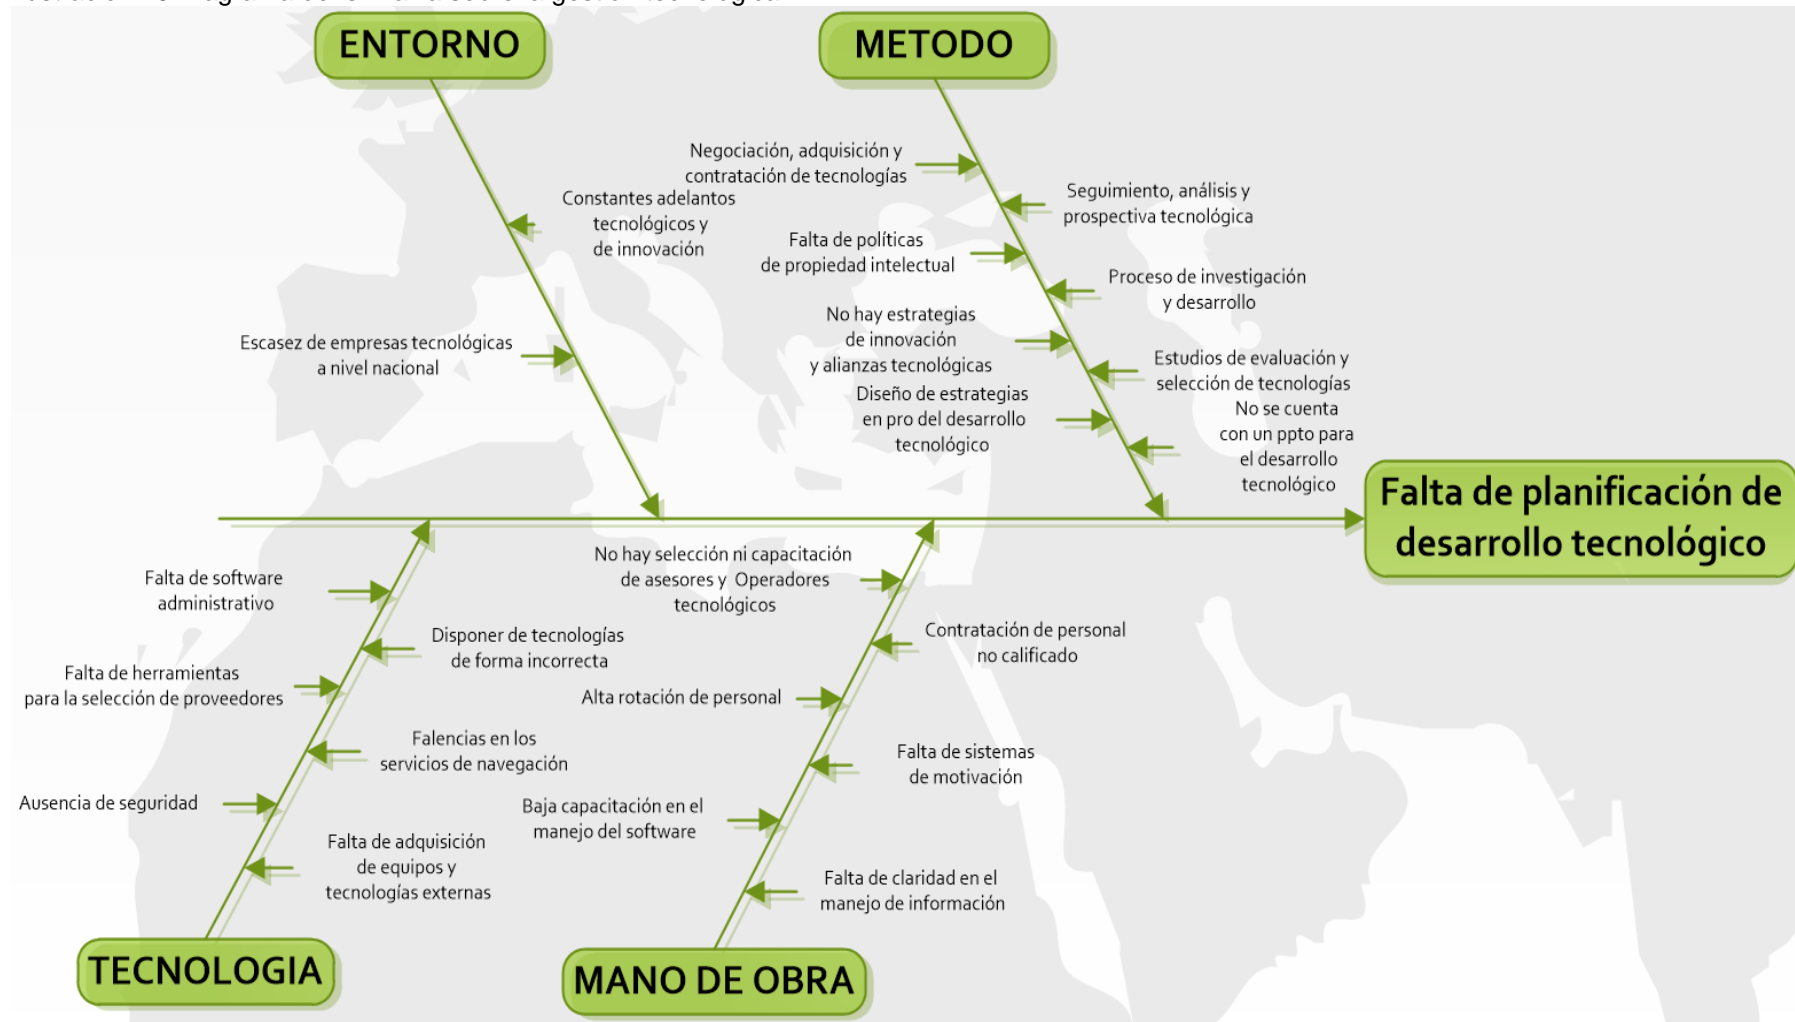 ENTORNO
METODO
Negociación, adquisición y
contratación de tecnologías
Constantes adelantos
tecnológicos y
de innovación
Seguimiento, análisis y
prospectiva tecnológica
Falta de políticas
de propiedad intelectual
Proceso de investigación
y desarrollo
No hay estrategias
de innovación
y alianzas tecnológicas
Escasez de empresas tecnológicas
a nivel nacional
Estudios de evaluación y
selección de tecnologías
Diseño de estrategias
en pro del desarrollo
tecnológico
No se cuenta
con un ppto para
el desarrollo
tecnológico
Falta de planificación de
desarrollo tecnológico
No hay selección ni capacitación
de asesores y Operadores
tecnológicos
Falta de software
administrativo
Disponer de tecnologías
de forma incorrecta
Contratación de personal
no calificado
Falta de herramientas
para la selección de proveedores
Alta rotación de personal
Falencias en los
servicios de navegación
Falta de sistemas
de motivación
Ausencia de seguridad
Baja capacitación en el
manejo del software
Falta de adquisición
de equipos y
tecnologías externas
Falta de claridad en el
manejo de información
TECNOLOGIA
MANO DE OBRA